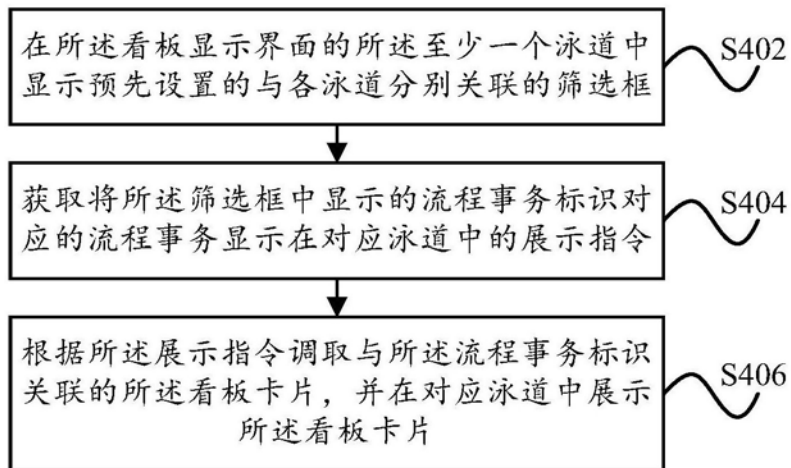 在所述看板显示界面的所述至少一个泳道中
显示预先设置的与各泳道分别关联的筛选框
S402
获取将所述筛选框中显示的流程事务标识对
应的流程事务显示在对应泳道中的展示指令
S404
根据所述展示指令调取与所述流程事务标识
关联的所述看板卡片，并在对应泳道中展示
所述看板卡片
S406